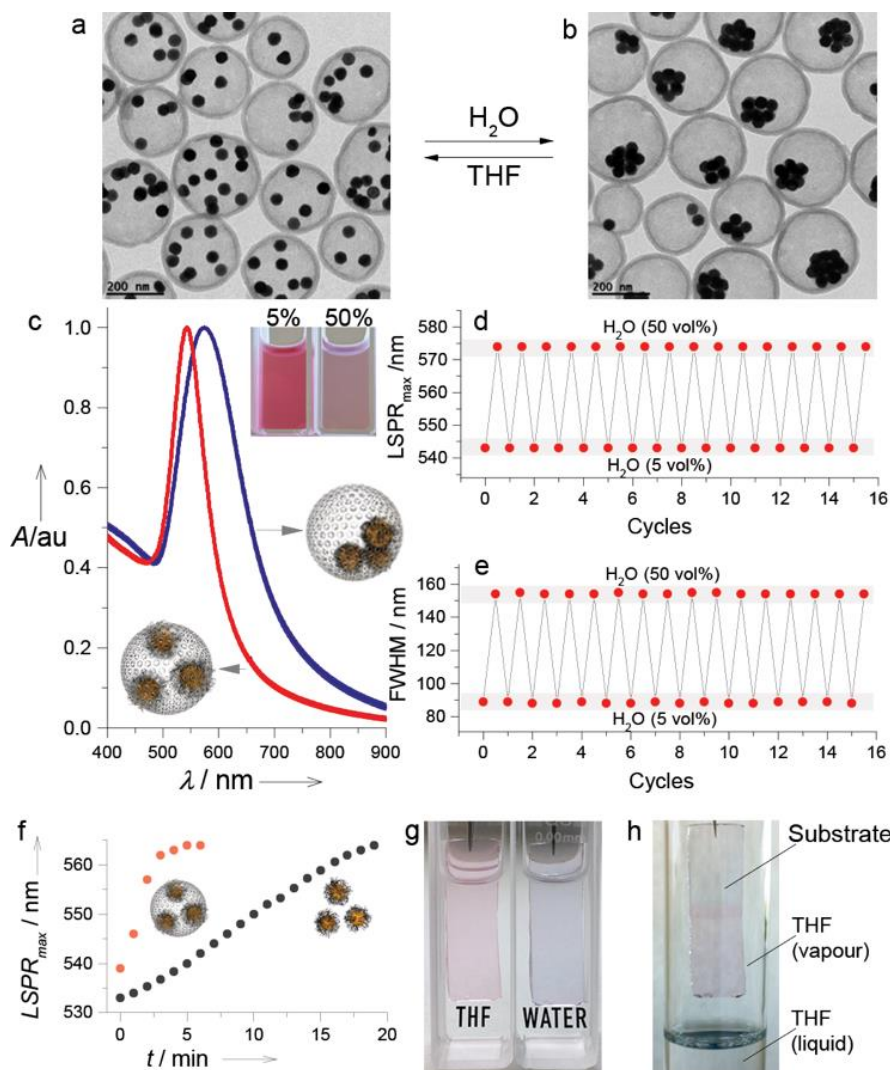 a
b
H₂O
THF
200 nm
200 nm
c
5% 50%
1.0
0.8
0.6
0.4
0.2
0.0
A/au
400 500 600 700 800 900
λ / nm
d
580
570
560
550
540
LSPRmax /nm
H₂O (50 vol%)
H₂O (5 vol%)
0 2 4 6 8 10 12 14 16
Cycles
e
160
140
120
100
80
FWHM / nm
H₂O (50 vol%)
H₂O (5 vol%)
0 2 4 6 8 10 12 14 16
Cycles
f
560
550
540
530
LSPRmax / nm
0 5 10 15 20
t / min
g
0.00mm
THF WATER
h
Substrate
THF
(vapour)
THF
(liquid)